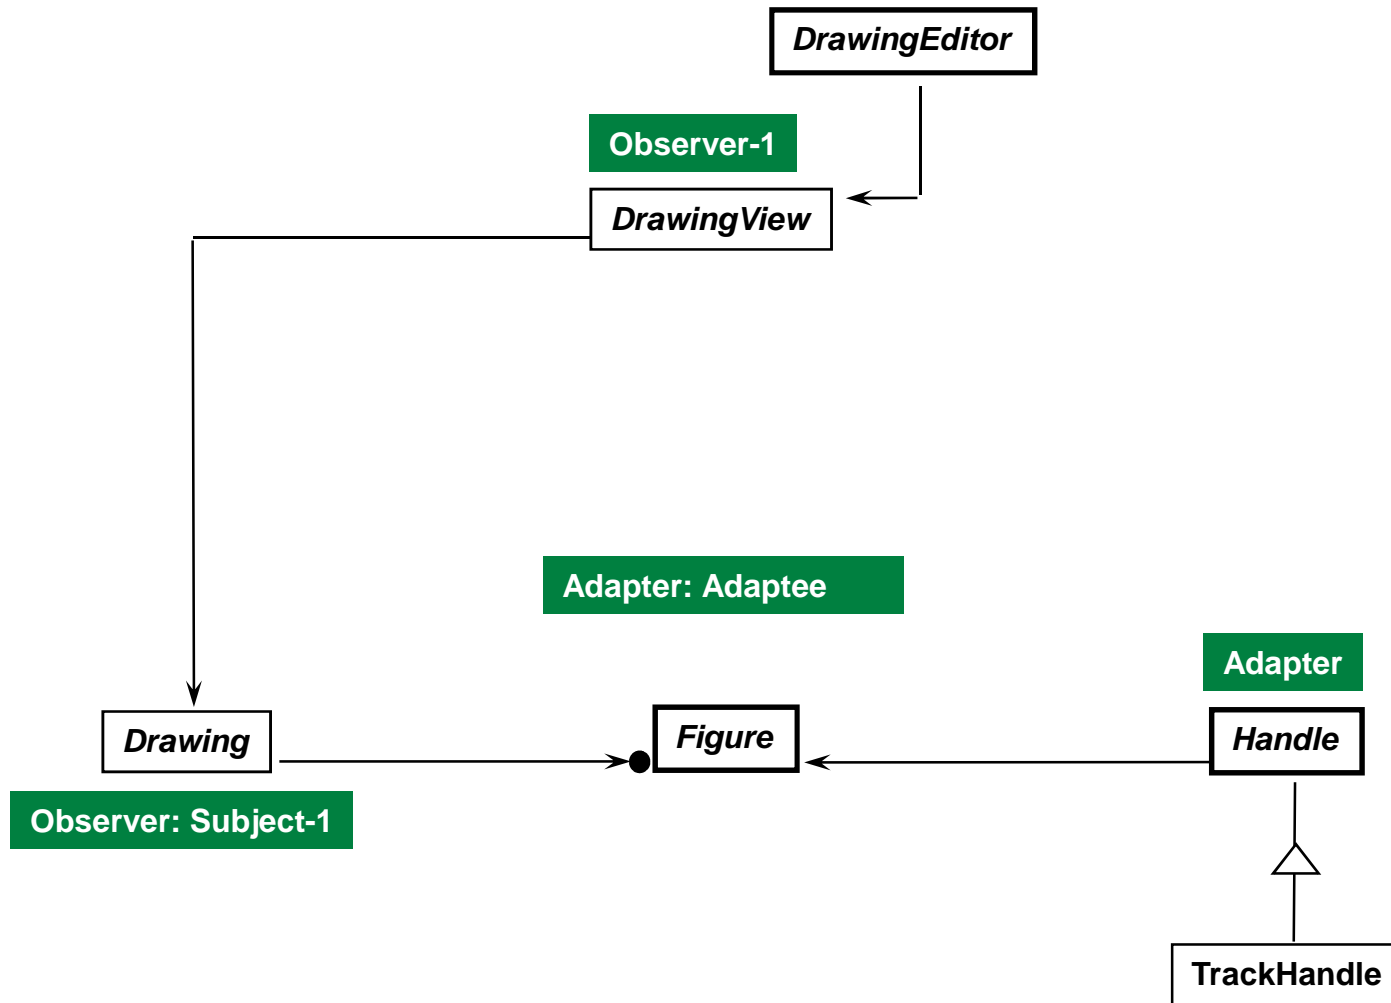 DrawingEditor
Observer-1
DrawingView
Adapter: Adaptee
Adapter
Drawing
Figure
Handle
Observer: Subject-1
TrackHandle